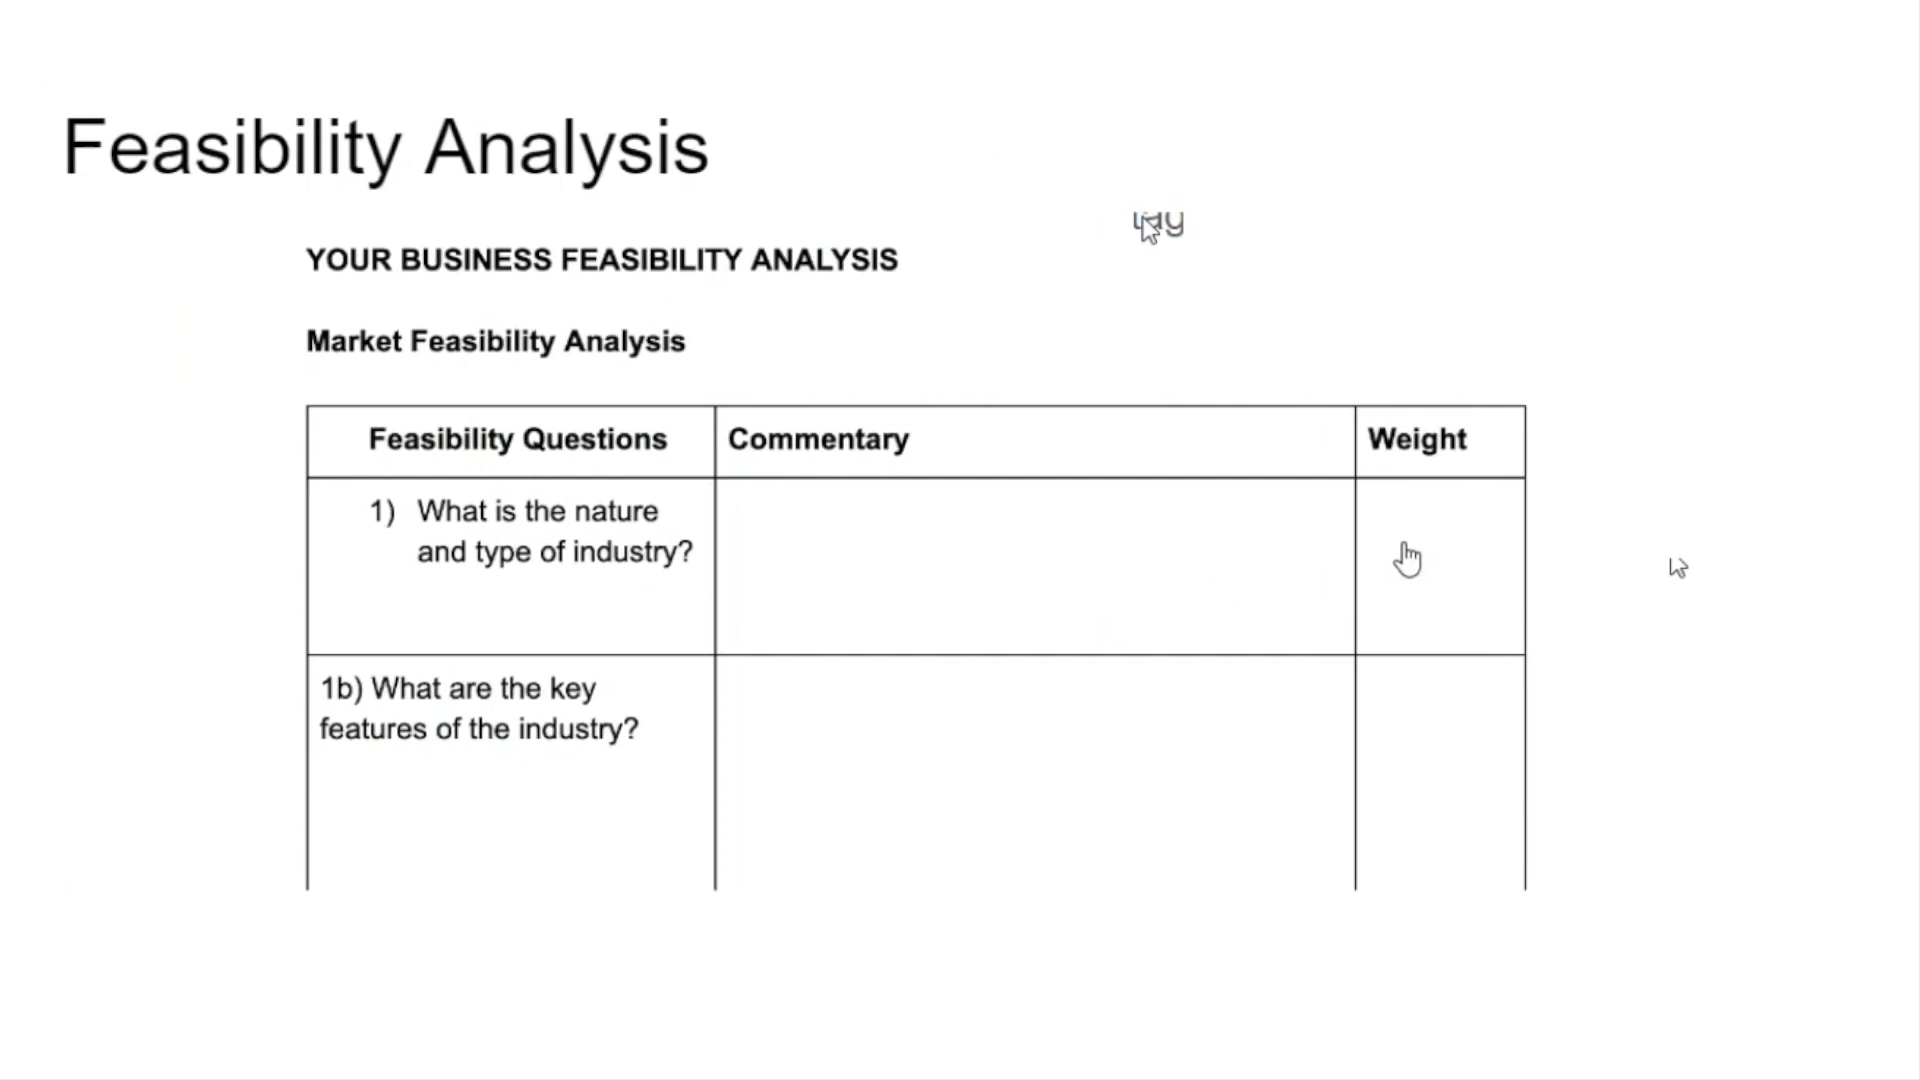 Feasibility Analysis
YOUR BUSINESS FEASIBILITY ANALYSIS
Market Feasibility Analysis
Feasibility Questions Commentary Weight
1) What is the nature
and type of industry?
1b) What are the key
features of the industry?